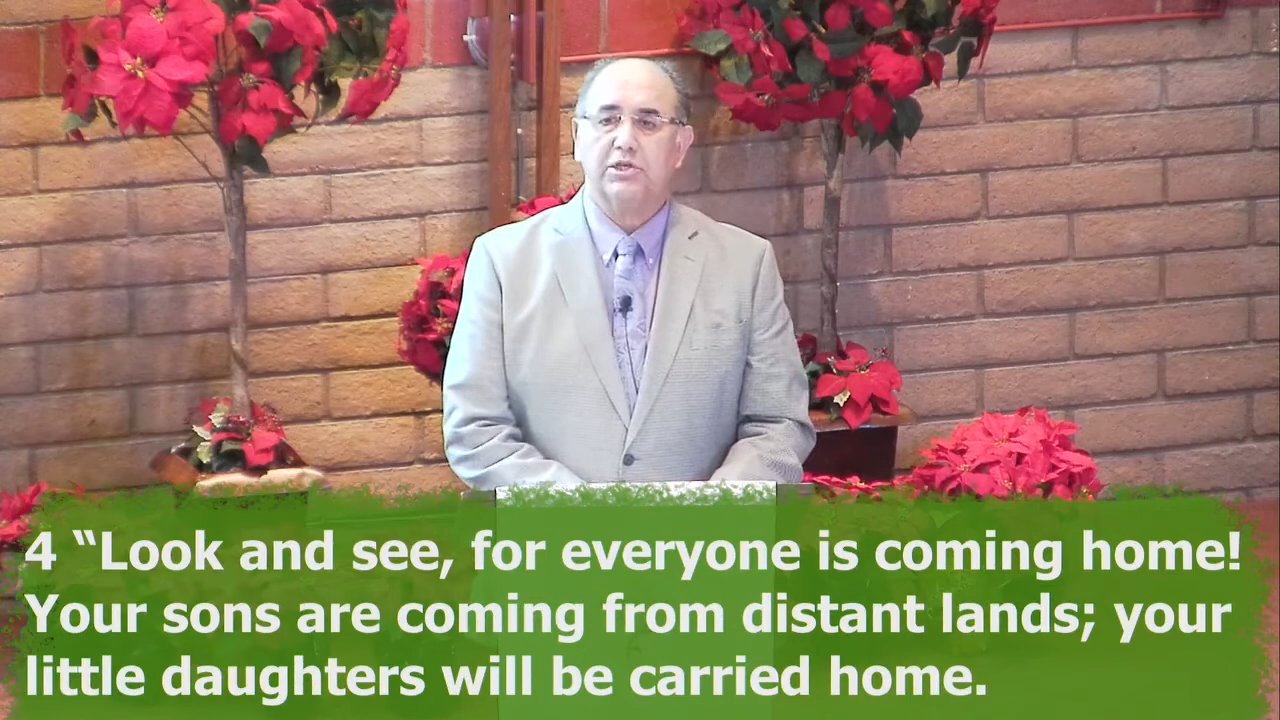 4 “Look and see, for everyone is coming home!
Your sons are coming from distant lands; your
little daughters will be carried home.